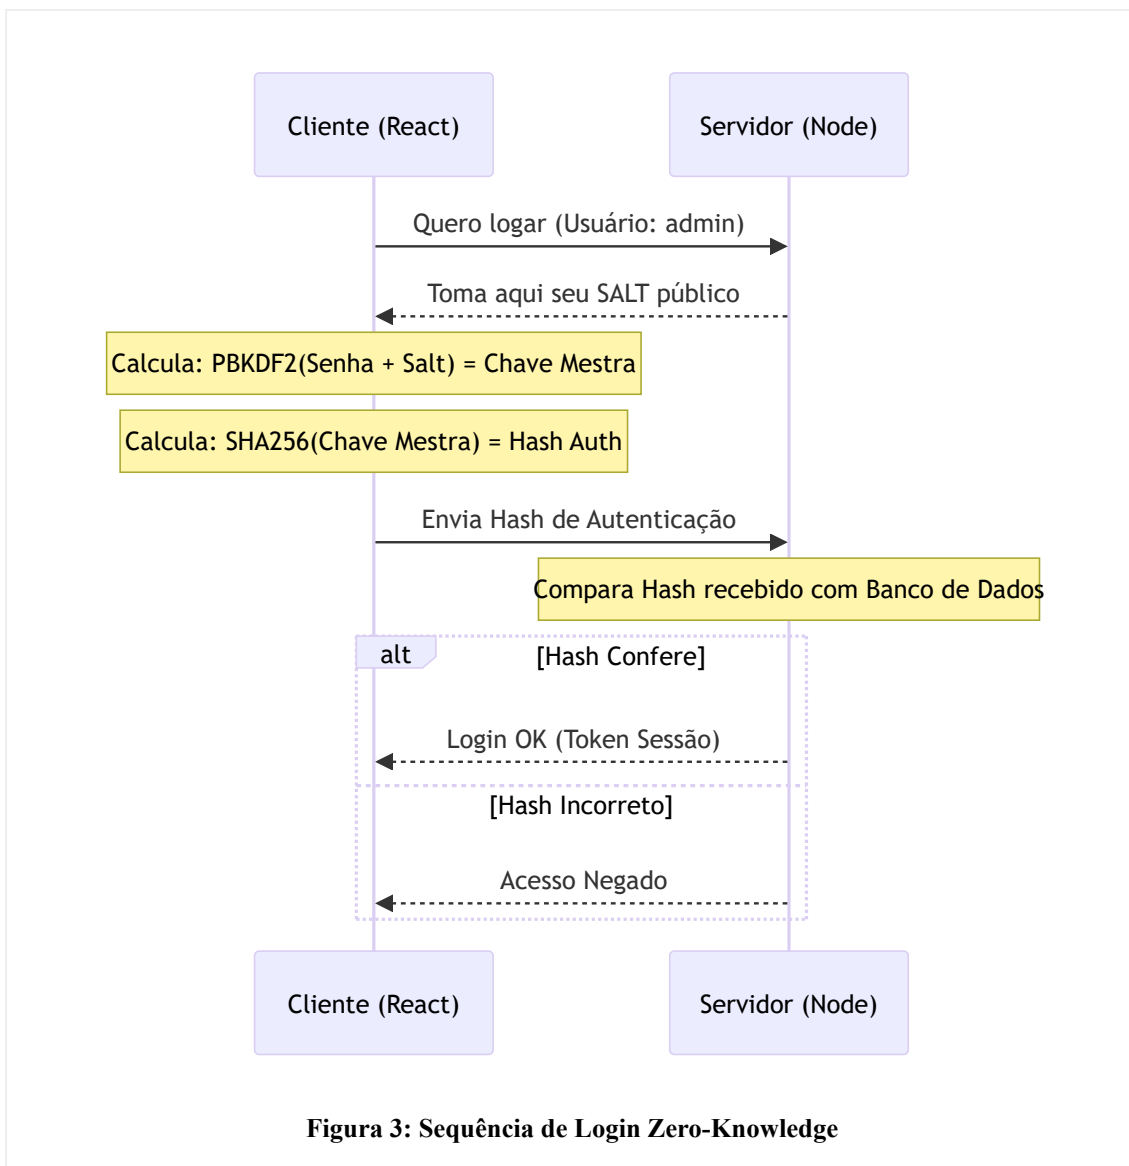 Cliente (React)
Servidor (Node)
Quero logar (Usuário: admin)
Toma aqui seu SALT público
Calcula: PBKDF2(Senha + Salt) = Chave Mestra
Calcula: SHA256(Chave Mestra) = Hash Auth
Envia Hash de Autenticação
Compara Hash recebido com Banco de Dados
alt
[Hash Confere]
Login OK (Token Sessão)
[Hash Incorreto]
Acesso Negado
Cliente (React)
Servidor (Node)
Figura 3: Sequência de Login Zero-Knowledge